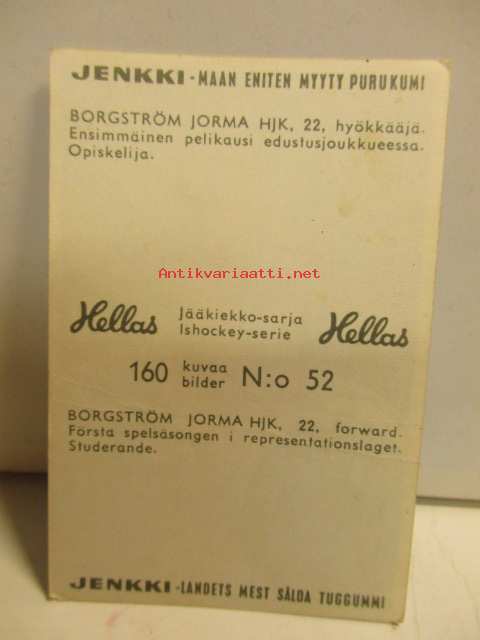 JENKKI - MAAN ENITEN MYYTY PURUKUMI
BORGSTRÖM JORMA HJK, 22, hyökkääjä.
Ensimmäinen pelikausi edustusjoukkueessa.
Opiskelija.
Antikvariaatti.net
Hellas Jääkiekko-sarja Hellas
Ishockey-serie
160 kuvaa N:o 52
bilder
BORGSTRÖM JORMA HJK, 22, forward.
Första spelsäsongen i representationslaget.
Studerande.
JENKKI - LANDETS MEST SÅLDA TUGGUMMI